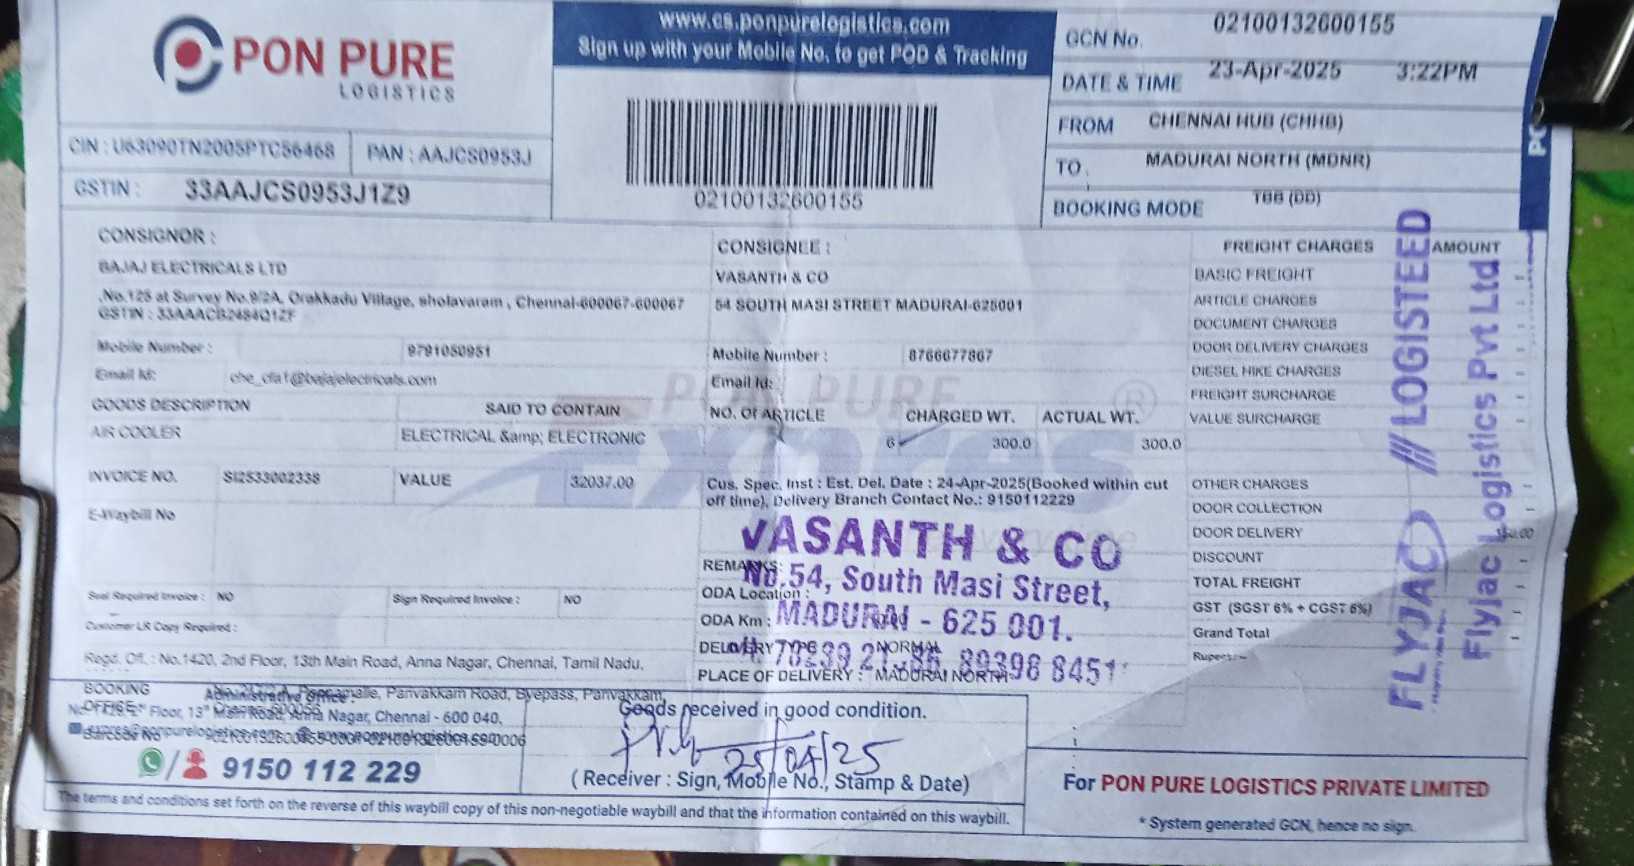 PON PURE
LOGISTICS
CIN : U63090TN2005PTC56468
PAN : AAJCS0953J
GSTIN : 33AAJCS0953J1Z9
www.cs.ponpurelogistics.com
Sign up with your Mobile No. to get POD & Tracking
02100132600155
GCN No. 02100132600155
DATE & TIME 23-Apr-2025 3:22PM
FROM CHENNAI HUB (CHHB)
TO. MADURAI NORTH (MDNR)
BOOKING MODE TBB (DD)
CONSIGNOR :
BAJAJ ELECTRICALS LTD
.No.125 at Survey No.9/2A, Orakkadu Village, sholavaram , Chennai-600067-600067
GSTIN : 33AAACB2484Q1ZF
Mobile Number : 9791050951
Email Id: che_cfa1@bajajelectricals.com
GOODS DESCRIPTION SAID TO CONTAIN
AIR COOLER ELECTRICAL &amp; ELECTRONIC
INVOICE NO. SI2533002338 VALUE 32037.00
E-Waybill No
Seal Required Invoice : NO Sign Required Invoice : NO
Customer LR Copy Required :
Regd. Off. : No.1420, 2nd Floor, 13th Main Road, Anna Nagar, Chennai, Tamil Nadu.
CONSIGNEE :
VASANTH & CO
54 SOUTH MASI STREET MADURAI-625001
Mobile Number : 8766677867
Email Id:
PON PURE
NO. Of ARTICLE CHARGED WT. ACTUAL WT.
6 300.0 300.0
Cus. Spec. Inst : Est. Del. Date : 24-Apr-2025(Booked within cut
off time), Delivery Branch Contact No.: 9150112229
VASANTH & CO
REMARKS:
No.54, South Masi Street,
ODA Location :
ODA Km : MADURAI - 625 001.
DELIVERY TYPE : NORMAL
PLACE OF DELIVERY : MADURAI NORTH
FREIGHT CHARGES AMOUNT
BASIC FREIGHT
ARTICLE CHARGES
DOCUMENT CHARGES
DOOR DELIVERY CHARGES
DIESEL HIKE CHARGES
FREIGHT SURCHARGE
VALUE SURCHARGE
OTHER CHARGES
DOOR COLLECTION
DOOR DELIVERY
DISCOUNT
TOTAL FREIGHT
GST (SGST 6% + CGST 6%)
Grand Total
Rupees:--
FLYJAC /// LOGISTEED
Flyjac Logistics Pvt Ltd
BOOKING
OFFICE
Floor, 13th Main Road, Anna Nagar, Chennai - 600 040.
9150 112 229
Goods received in good condition.
25/04/25
( Receiver : Sign, Mobile No., Stamp & Date)
The terms and conditions set forth on the reverse of this waybill copy of this non-negotiable waybill and that the information contained on this waybill.
For PON PURE LOGISTICS PRIVATE LIMITED
* System generated GCN, hence no sign.